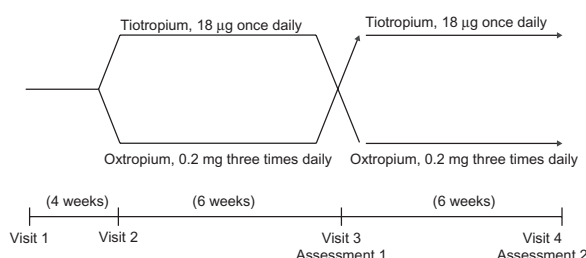 Tiotropium, 18 μg once daily
Tiotropium, 18 μg once daily
Oxtropium, 0.2 mg three times daily
Oxtropium, 0.2 mg three times daily
(4 weeks)
(6 weeks)
(6 weeks)
Visit 1
Visit 2
Visit 3
Assessment 1
Visit 4
Assessment 2